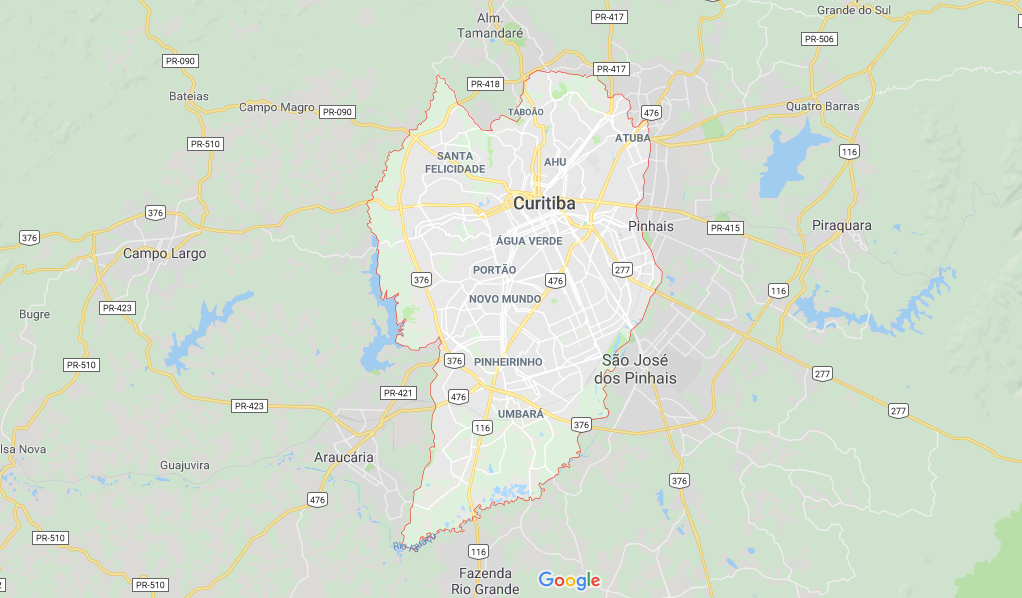 Alm.
Tamandaré
PR-417
Grande do Sul
PR-506
PR-090
PR-417
PR-418
Bateias
Campo Magro
PR-090
TABOÃO
476
Quatro Barras
PR-510
ATUBA
116
SANTA
FELICIDADE
AHU
376
Curitiba
376
Pinhais
PR-415
Piraquara
Campo Largo
ÁGUA VERDE
PORTÃO
277
376
476
116
NOVO MUNDO
PR-423
Bugre
PR-510
376
PINHEIRINHO
São José
dos Pinhais
277
PR-421
476
PR-423
UMBARÁ
277
116
376
lsa Nova
Araucária
Guajuvira
376
476
PR-510
Rio Iguaçu
116
Fazenda
Rio Grande
Google
PR-510
2